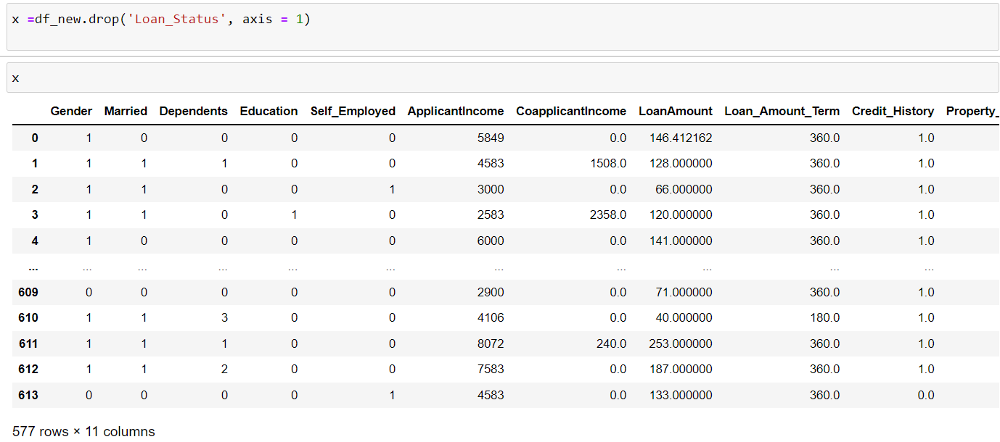 x =df_new.drop('Loan_Status', axis = 1)
x
Gender Married Dependents Education Self_Employed ApplicantIncome CoapplicantIncome LoanAmount Loan_Amount_Term Credit_History Property_
0 1 0 0 0 0 5849 0.0 146.412162 360.0 1.0
1 1 1 1 0 0 4583 1508.0 128.000000 360.0 1.0
2 1 1 0 0 1 3000 0.0 66.000000 360.0 1.0
3 1 1 0 1 0 2583 2358.0 120.000000 360.0 1.0
4 1 0 0 0 0 6000 0.0 141.000000 360.0 1.0
... ... ... ... ... ... ... ... ... ... ...
609 0 0 0 0 0 2900 0.0 71.000000 360.0 1.0
610 1 1 3 0 0 4106 0.0 40.000000 180.0 1.0
611 1 1 1 0 0 8072 240.0 253.000000 360.0 1.0
612 1 1 2 0 0 7583 0.0 187.000000 360.0 1.0
613 0 0 0 0 1 4583 0.0 133.000000 360.0 0.0
577 rows × 11 columns